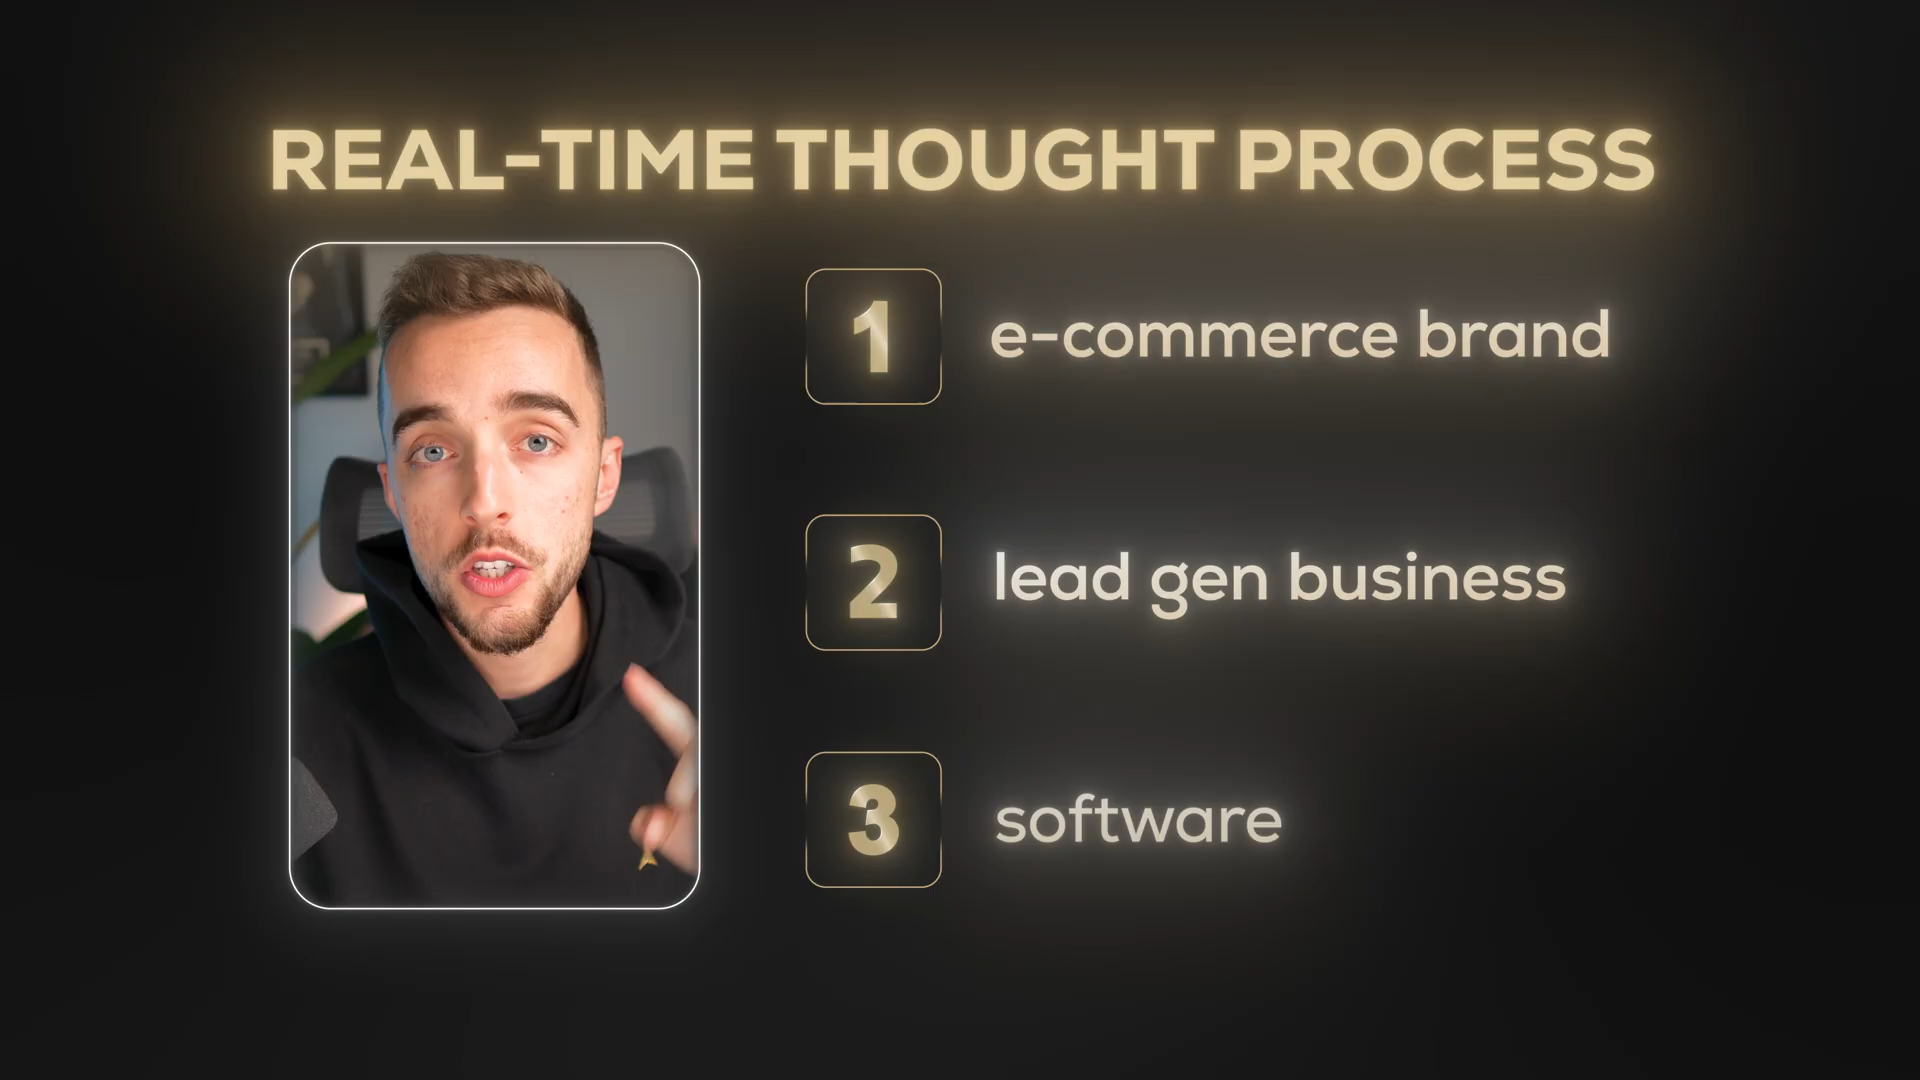 REAL-TIME THOUGHT PROCESS
1 e-commerce brand
2 lead gen business
3 software